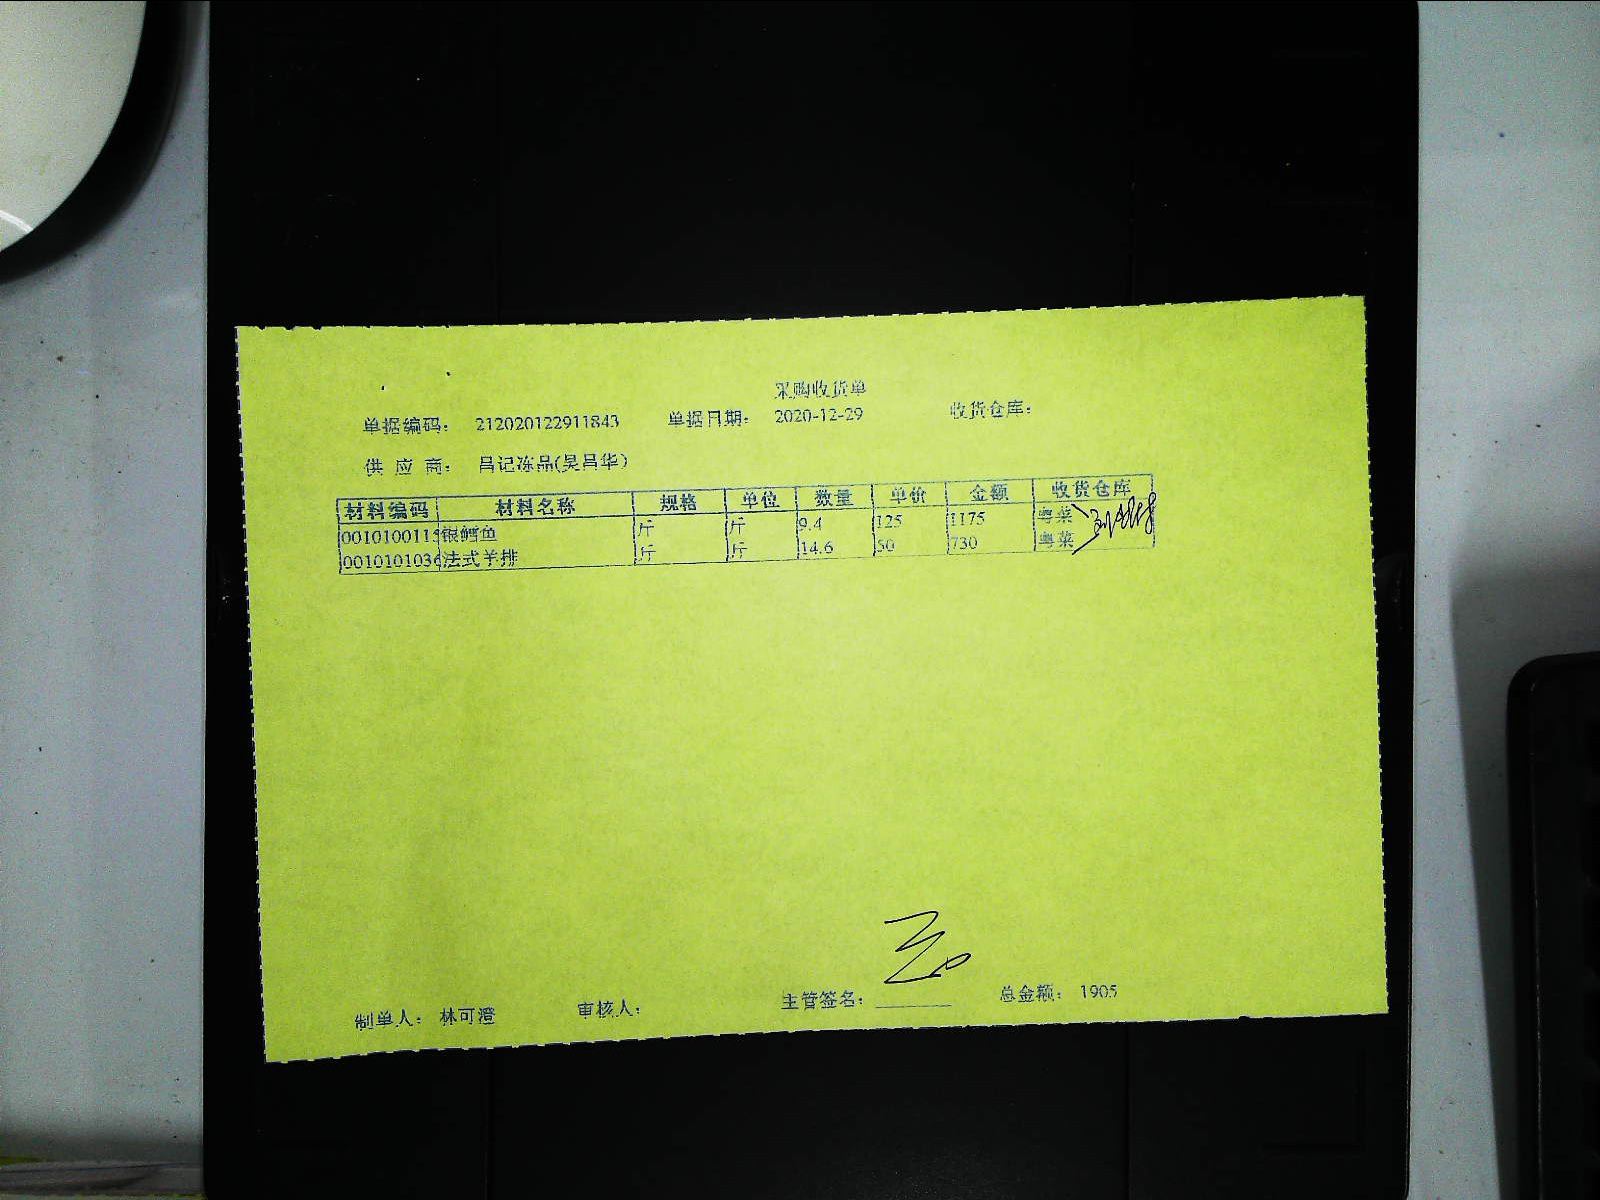 采购收货单
单据编码： 212020122911843 单据日期： 2020-12-29 收货仓库：
供 应 商： 吕记冻品(吴吕华)
材料编码 材料名称 规格 单位 数量 单价 金额 收货仓库
0010100115 银鳕鱼 斤 斤 9.4 125 1175 粤菜
0010101036 法式羊排 斤 斤 14.6 50 730 粤菜
制单人： 林可澄 审核人： 主管签名： 总金额： 1905